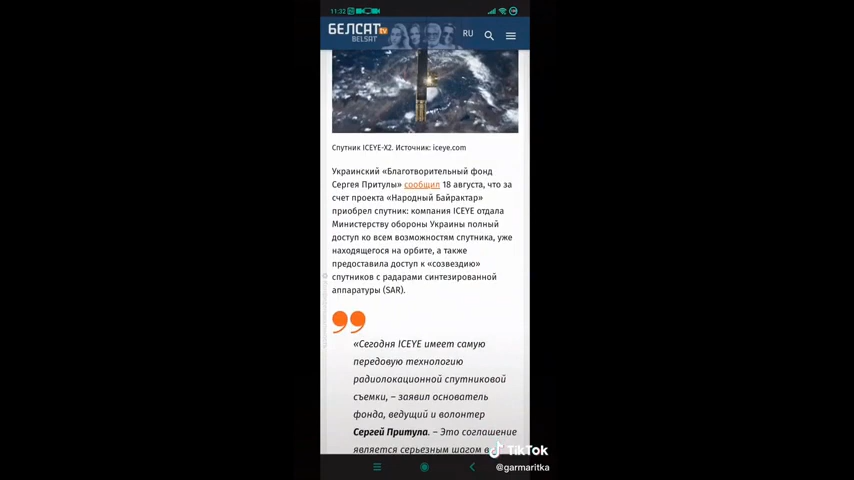 11:32
БЕЛСАТ tv
BELSAT
RU
Спутник ICEYE-X2. Источник: iceye.com
Украинский «Благотворительный фонд
Сергея Притулы» сообщил 18 августа, что за
счет проекта «Народный Байрактар»
приобрел спутник: компания ICEYE отдала
Министерству обороны Украины полный
доступ ко всем возможностям спутника, уже
находящегося на орбите, а также
предоставила доступ к «созвездию»
спутников с радарами синтезированной
аппаратуры (SAR).
«Сегодня ICEYE имеет самую
передовую технологию
радиолокационной спутниковой
съемки, – заявил основатель
фонда, ведущий и волонтер
Сергей Притула. – Это соглашение
является серьезным шагом в
TikTok
@garmaritka